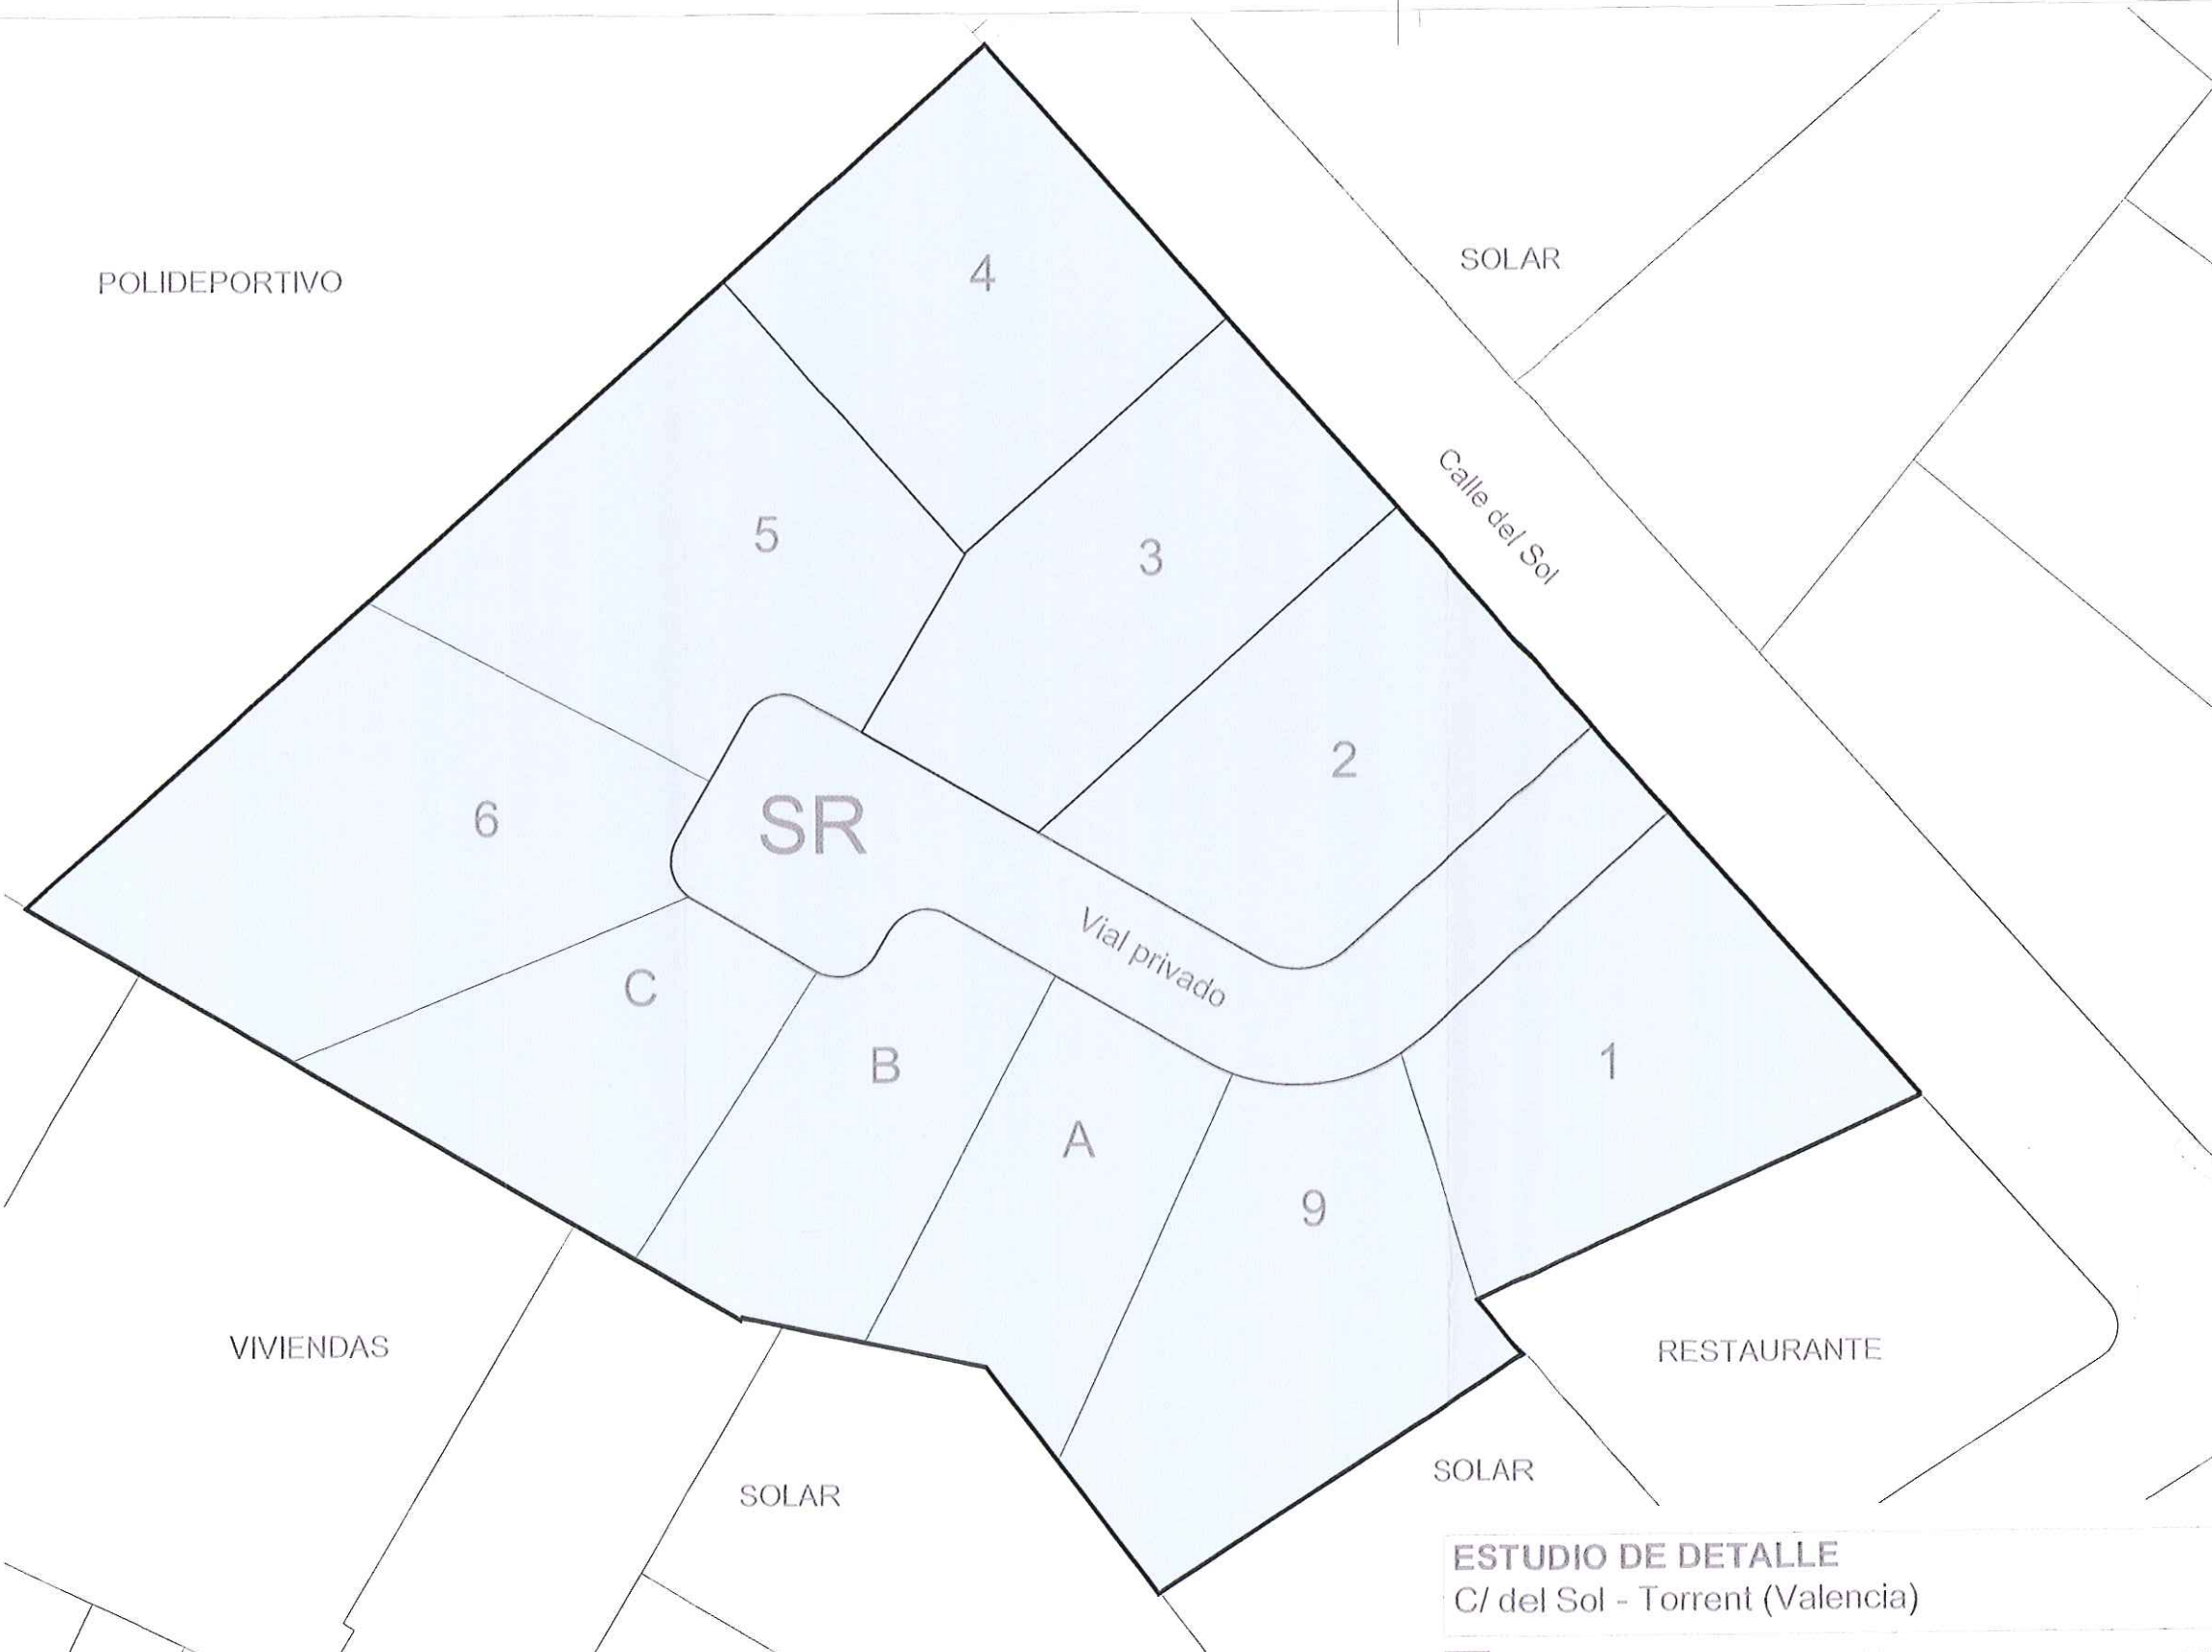 SOLAR
POLIDEPORTIVO
4
Calle del Sol
5
3
2
6
SR
Vial privado
C
B
1
A
9
VIVIENDAS
RESTAURANTE
SOLAR
SOLAR
ESTUDIO DE DETALLE
C/ del Sol - Torrent (Valencia)